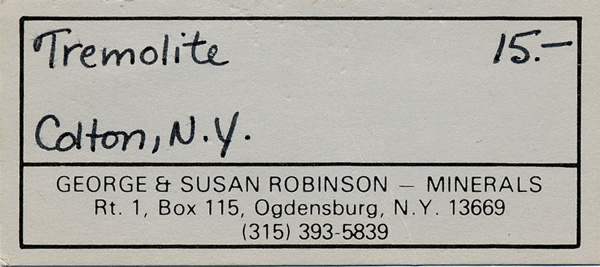 Tremolite 15.—
Colton, N.Y.
GEORGE & SUSAN ROBINSON — MINERALS
Rt. 1, Box 115, Ogdensburg, N.Y. 13669
(315) 393-5839